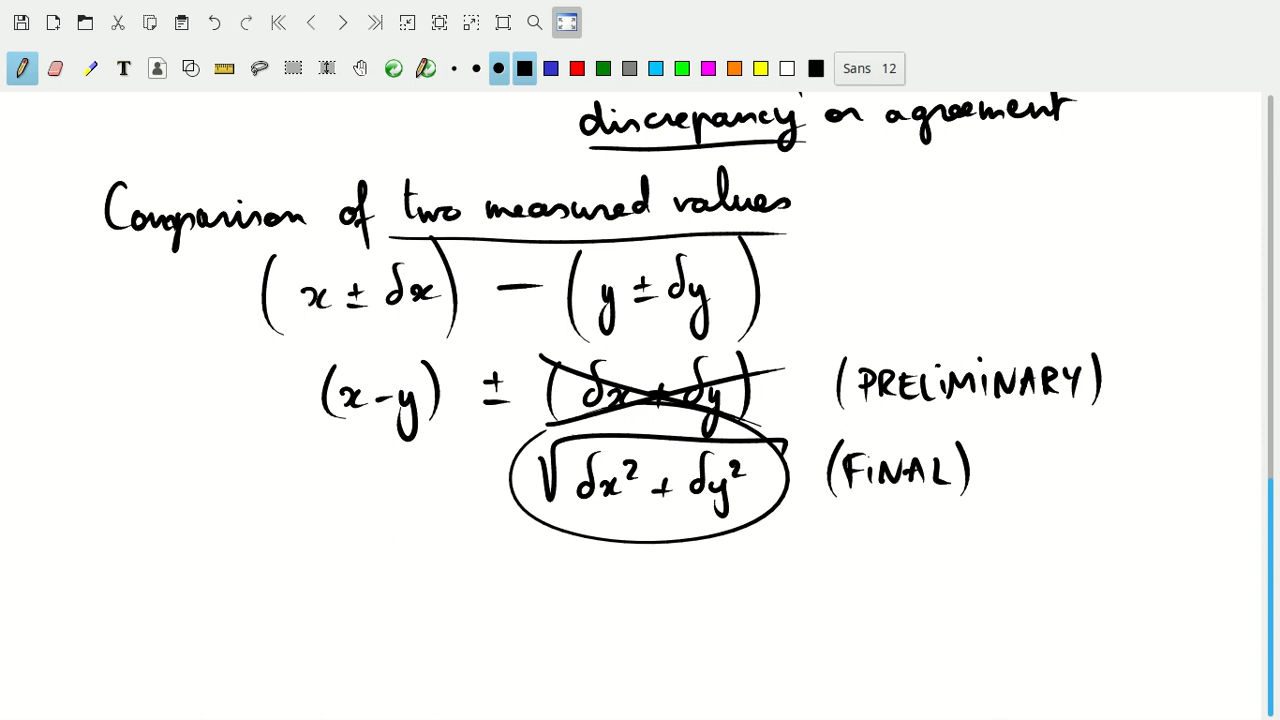 T Sans 12
discrepancy or agreement
Comparison of two measured values
(x ± δx) − (y ± δy)
(x-y) ± (δx + δy) (PRELIMINARY)
√δx² + δy² (FINAL)